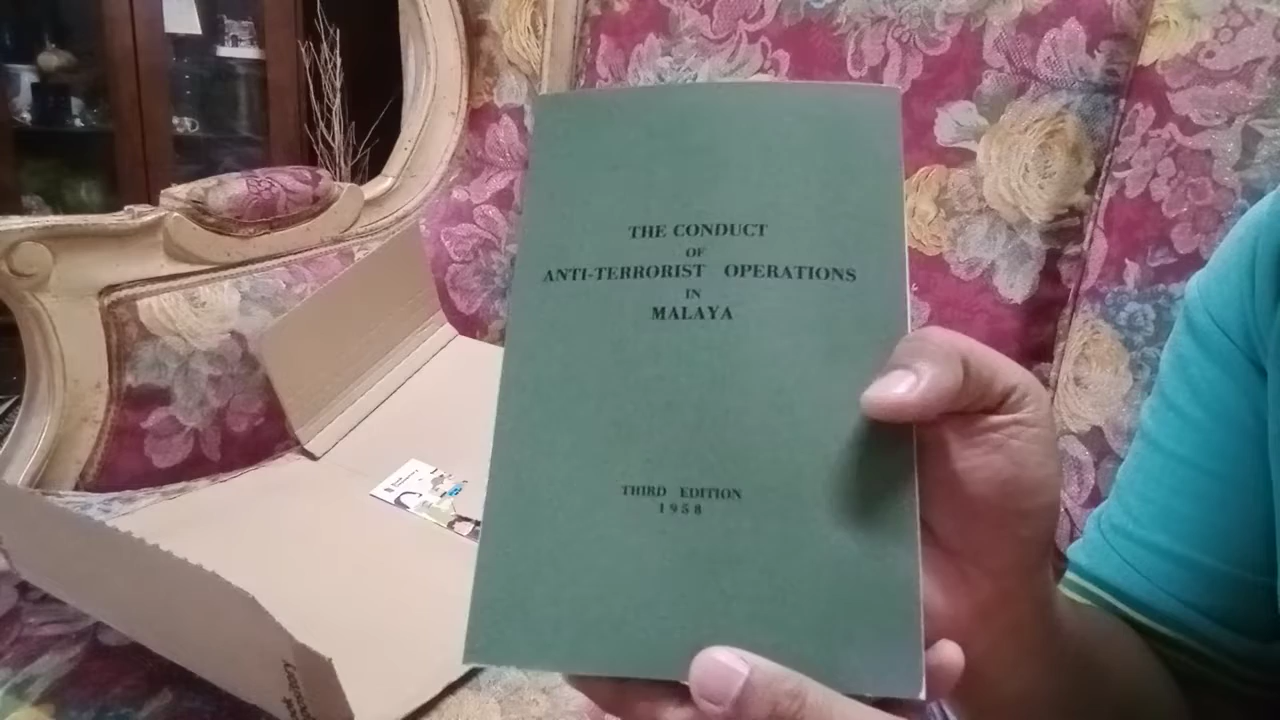 THE CONDUCT
OF
ANTI-TERRORIST OPERATIONS
IN
MALAYA
THIRD EDITION
1958